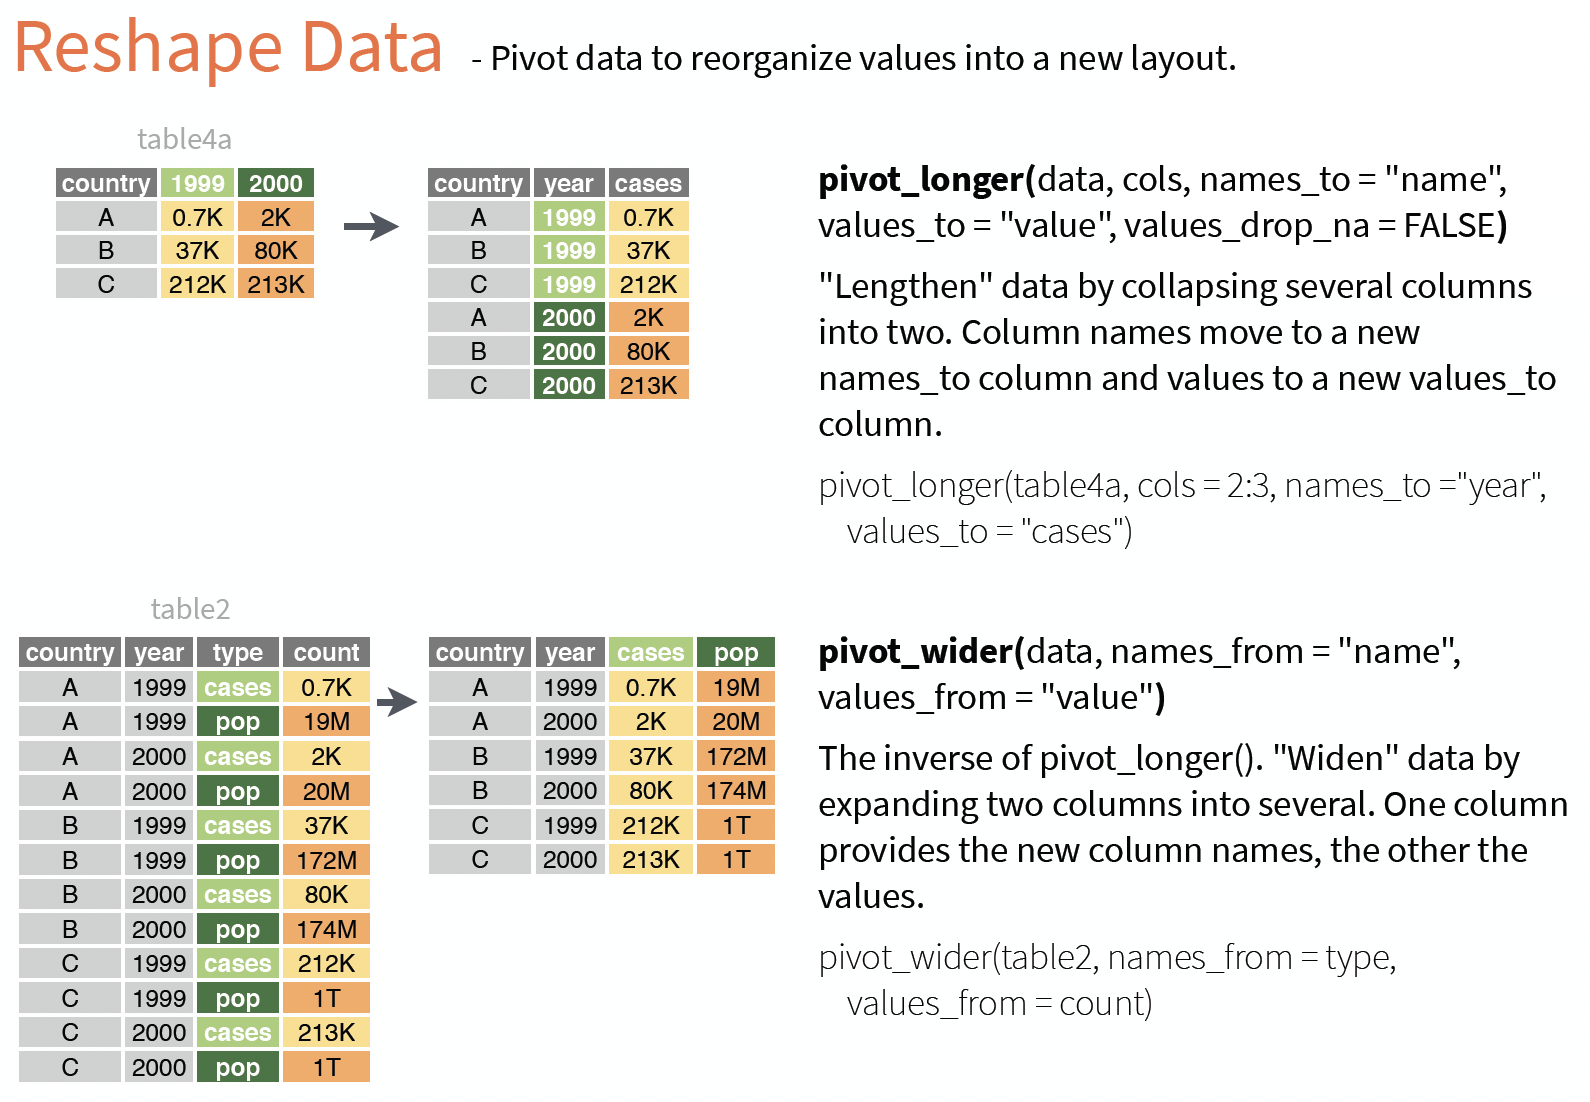 Reshape Data - Pivot data to reorganize values into a new layout.
table4a
country 1999 2000
A 0.7K 2K
B 37K 80K
C 212K 213K
country year cases
A 1999 0.7K
B 1999 37K
C 1999 212K
A 2000 2K
B 2000 80K
C 2000 213K
pivot_longer(data, cols, names_to = "name",
values_to = "value", values_drop_na = FALSE)
"Lengthen" data by collapsing several columns
into two. Column names move to a new
names_to column and values to a new values_to
column.
pivot_longer(table4a, cols = 2:3, names_to ="year",
values_to = "cases")
table2
country year type count
A 1999 cases 0.7K
A 1999 pop 19M
A 2000 cases 2K
A 2000 pop 20M
B 1999 cases 37K
B 1999 pop 172M
B 2000 cases 80K
B 2000 pop 174M
C 1999 cases 212K
C 1999 pop 1T
C 2000 cases 213K
C 2000 pop 1T
country year cases pop
A 1999 0.7K 19M
A 2000 2K 20M
B 1999 37K 172M
B 2000 80K 174M
C 1999 212K 1T
C 2000 213K 1T
pivot_wider(data, names_from = "name",
values_from = "value")
The inverse of pivot_longer(). "Widen" data by
expanding two columns into several. One column
provides the new column names, the other the
values.
pivot_wider(table2, names_from = type,
values_from = count)